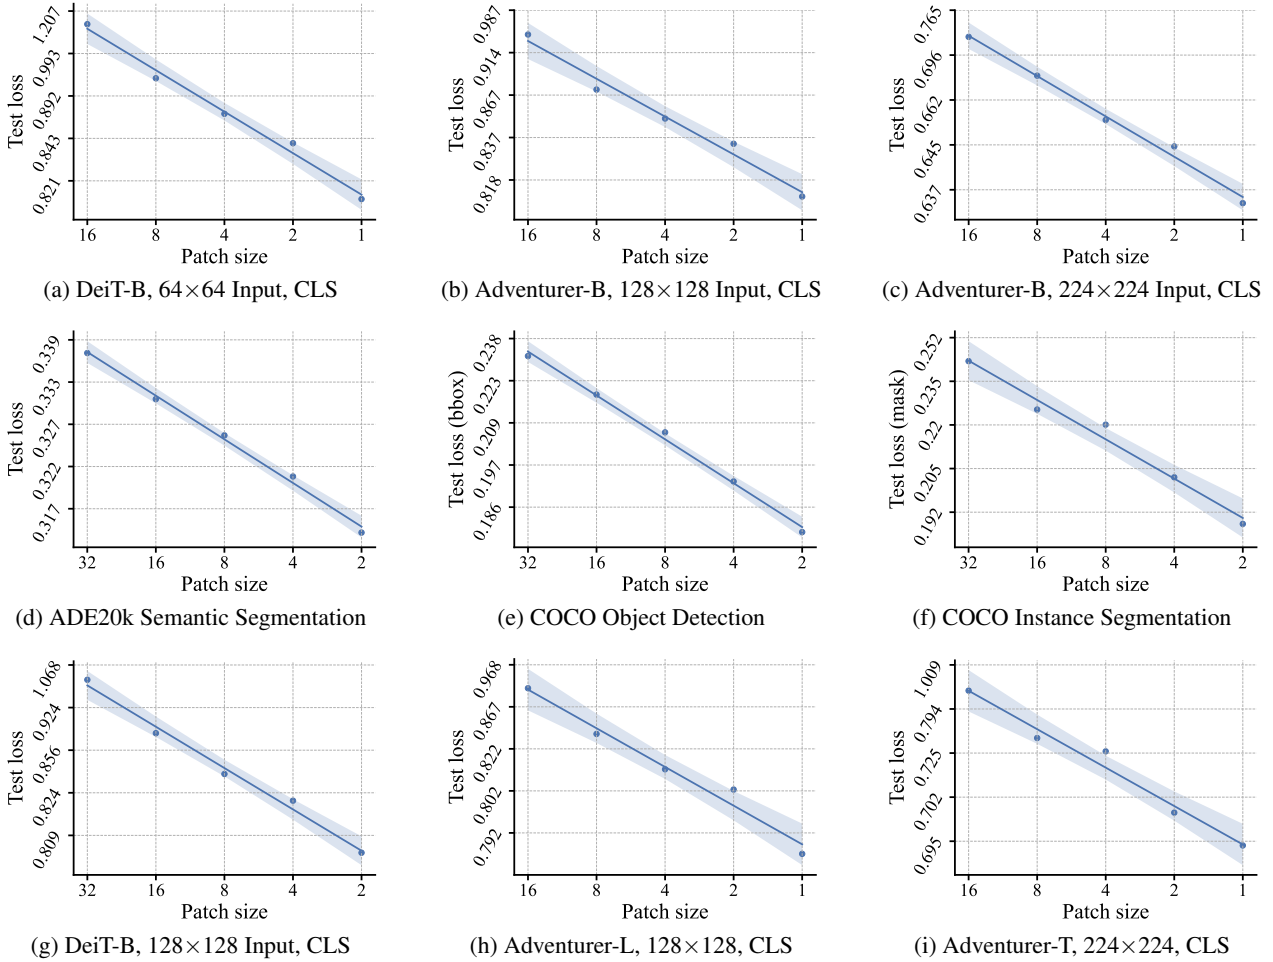 1.207
0.993
0.892
0.843
0.821
Test loss
16 8 4 2 1
Patch size
(a) DeiT-B, 64×64 Input, CLS
0.987
0.914
0.867
0.837
0.818
Test loss
16 8 4 2 1
Patch size
(b) Adventurer-B, 128×128 Input, CLS
0.765
0.696
0.662
0.645
0.637
Test loss
16 8 4 2 1
Patch size
(c) Adventurer-B, 224×224 Input, CLS
0.339
0.333
0.327
0.322
0.317
Test loss
32 16 8 4 2
Patch size
(d) ADE20k Semantic Segmentation
0.238
0.223
0.209
0.197
0.186
Test loss (bbox)
32 16 8 4 2
Patch size
(e) COCO Object Detection
0.252
0.235
0.22
0.205
0.192
Test loss (mask)
32 16 8 4 2
Patch size
(f) COCO Instance Segmentation
1.068
0.924
0.856
0.824
0.809
Test loss
32 16 8 4 2
Patch size
(g) DeiT-B, 128×128 Input, CLS
0.968
0.867
0.822
0.802
0.792
Test loss
16 8 4 2 1
Patch size
(h) Adventurer-L, 128×128, CLS
1.009
0.794
0.725
0.702
0.695
Test loss
16 8 4 2 1
Patch size
(i) Adventurer-T, 224×224, CLS